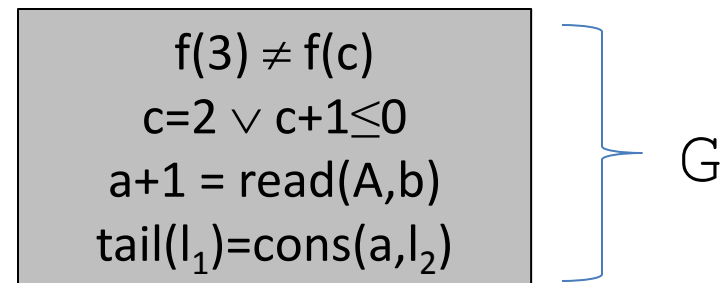 f(3) ≠ f(c)
c=2 ∨ c+1≤0
a+1 = read(A,b)
tail(l₁)=cons(a,l₂)
G